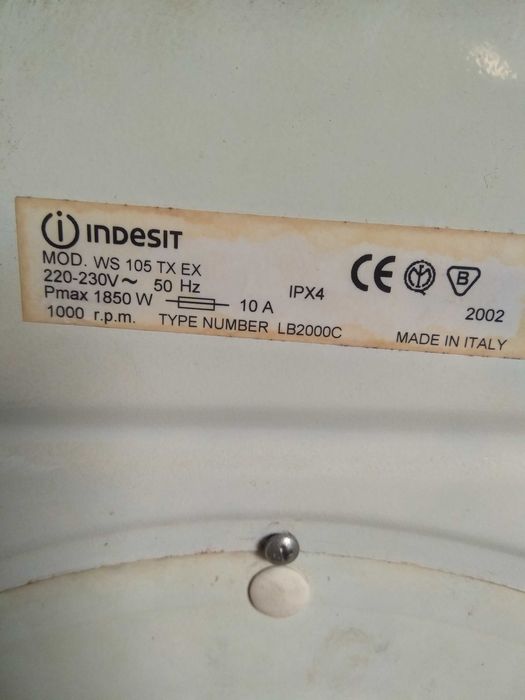 INDESIT
MOD. WS 105 TX EX
220-230V~ 50 Hz
Pmax 1850 W 10 A IPX4
1000 r.p.m. TYPE NUMBER LB2000C
CE B
2002
MADE IN ITALY